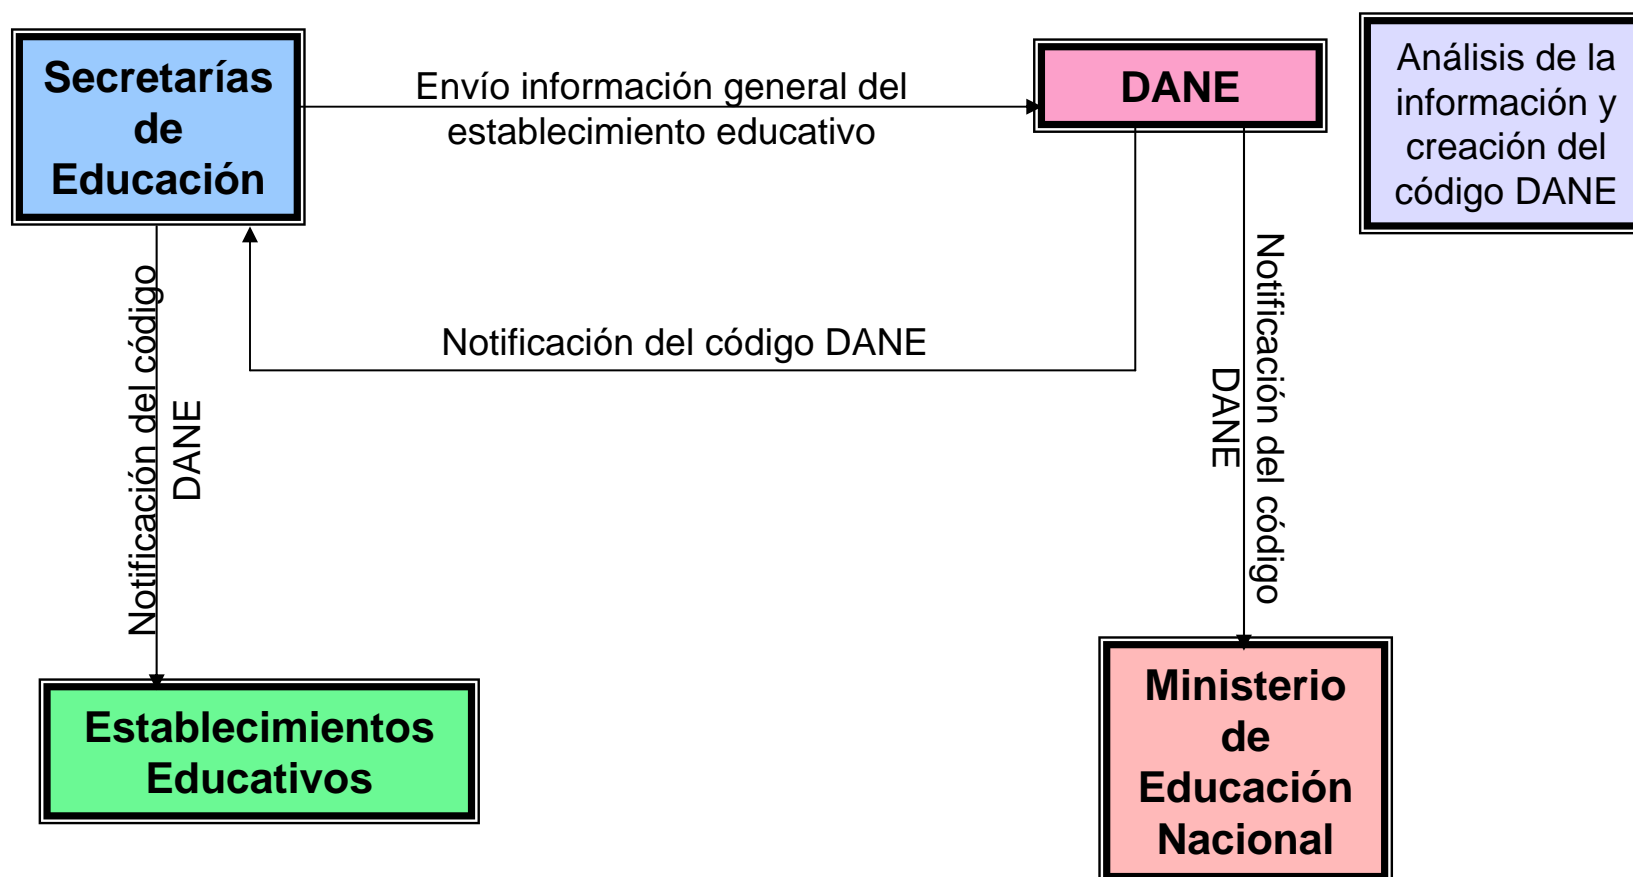 Secretarías
de
Educación
Envío información general del
establecimiento educativo
DANE
Análisis de la
información y
creación del
código DANE
Notificación del código
DANE
Notificación del código DANE
Notificación del código
DANE
Establecimientos
Educativos
Ministerio
de
Educación
Nacional